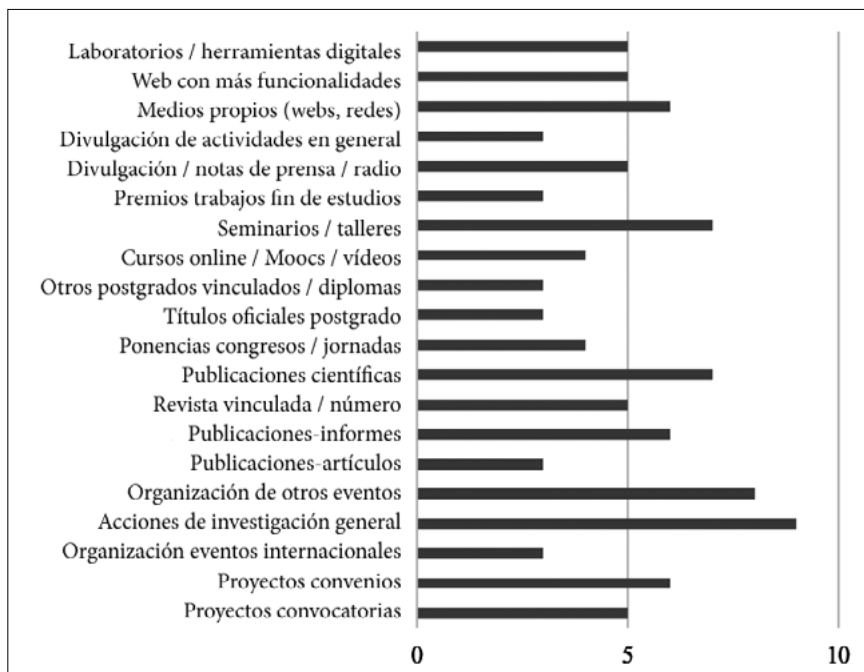 Laboratorios / herramientas digitales
Web con más funcionalidades
Medios propios (webs, redes)
Divulgación de actividades en general
Divulgación / notas de prensa / radio
Premios trabajos fin de estudios
Seminarios / talleres
Cursos online / Moocs / vídeos
Otros postgrados vinculados / diplomas
Títulos oficiales postgrado
Ponencias congresos / jornadas
Publicaciones científicas
Revista vinculada / número
Publicaciones-informes
Publicaciones-artículos
Organización de otros eventos
Acciones de investigación general
Organización eventos internacionales
Proyectos convenios
Proyectos convocatorias
0 5 10